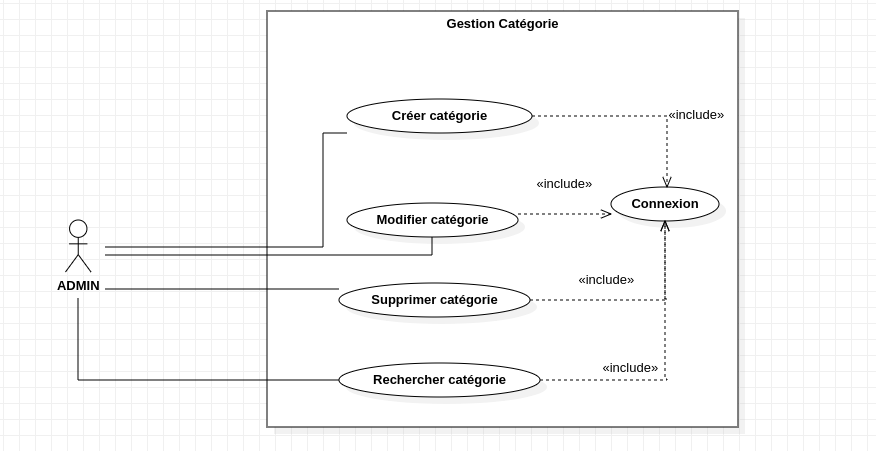 Gestion Catégorie
Créer catégorie
«include»
«include»
Modifier catégorie
Connexion
«include»
ADMIN
Supprimer catégorie
«include»
Rechercher catégorie